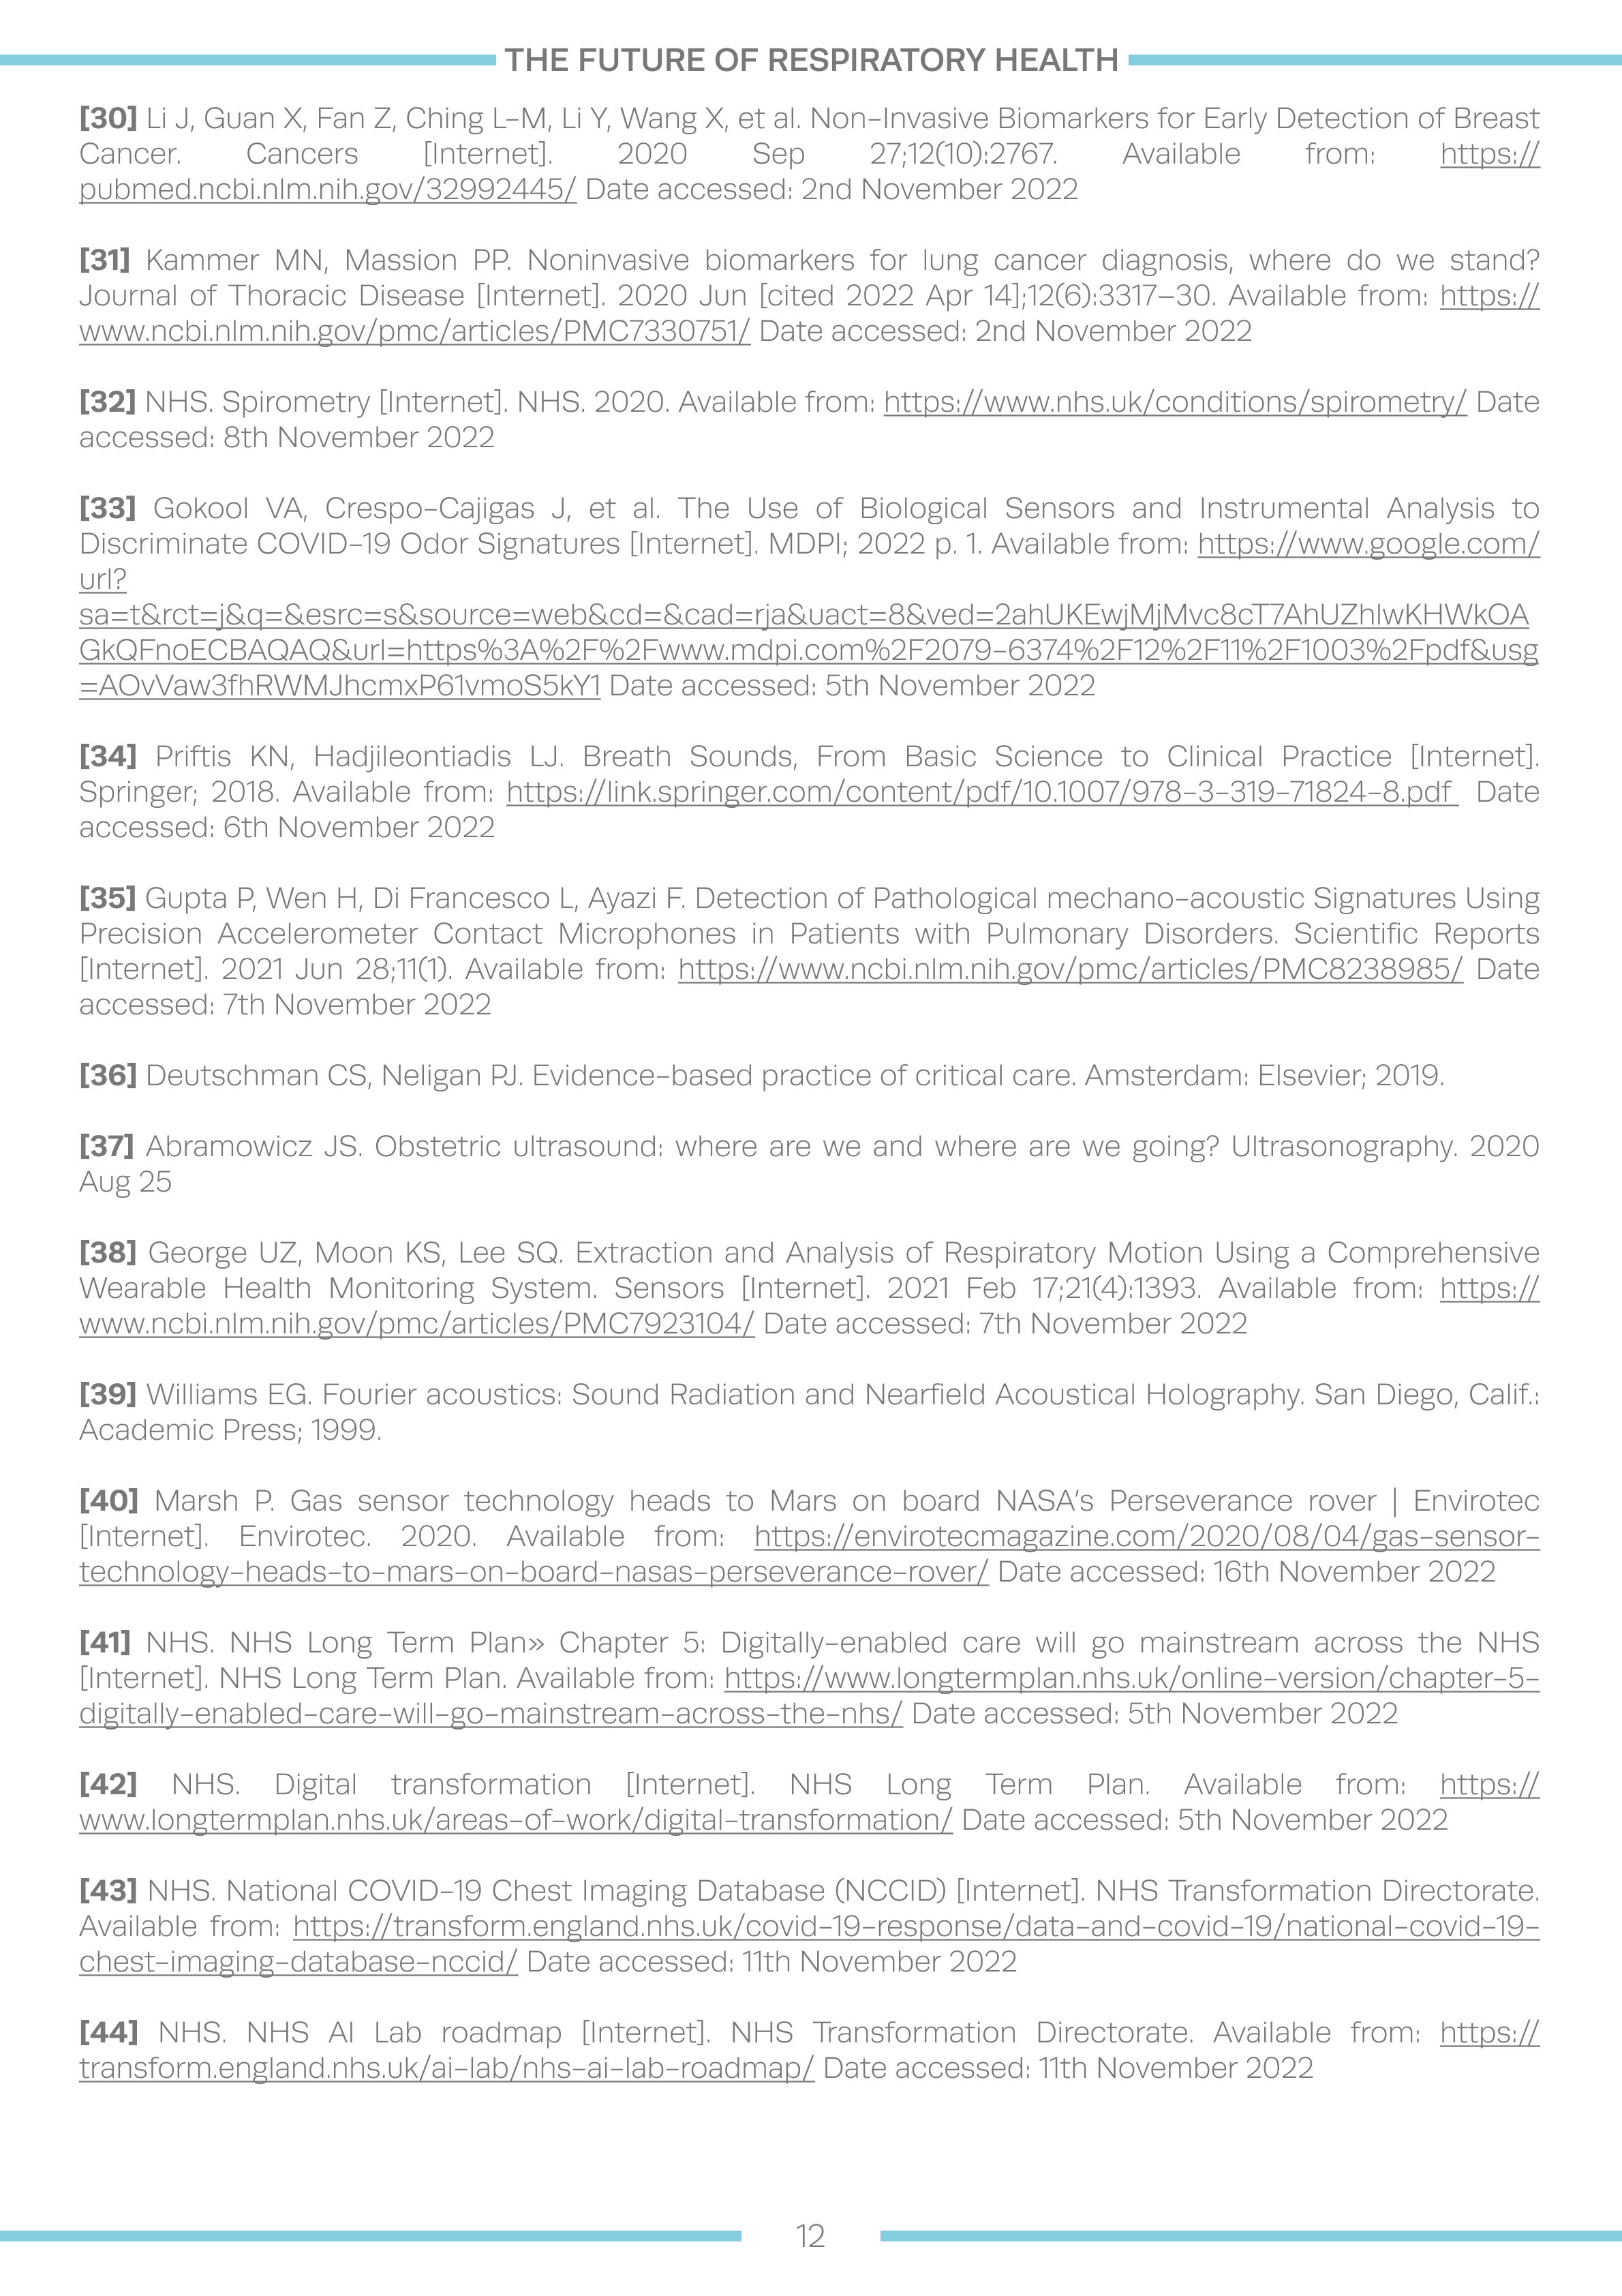 THE FUTURE OF RESPIRATORY HEALTH
[30] Li J, Guan X, Fan Z, Ching L-M, Li Y, Wang X, et al. Non-Invasive Biomarkers for Early Detection of Breast
Cancer. Cancers [Internet]. 2020 Sep 27;12(10):2767. Available from: https://
pubmed.ncbi.nlm.nih.gov/32992445/ Date accessed: 2nd November 2022
[31] Kammer MN, Massion PP. Noninvasive biomarkers for lung cancer diagnosis, where do we stand?
Journal of Thoracic Disease [Internet]. 2020 Jun [cited 2022 Apr 14];12(6):3317–30. Available from: https://
www.ncbi.nlm.nih.gov/pmc/articles/PMC7330751/ Date accessed: 2nd November 2022
[32] NHS. Spirometry [Internet]. NHS. 2020. Available from: https://www.nhs.uk/conditions/spirometry/ Date
accessed: 8th November 2022
[33] Gokool VA, Crespo-Cajigas J, et al. The Use of Biological Sensors and Instrumental Analysis to
Discriminate COVID-19 Odor Signatures [Internet]. MDPI; 2022 p. 1. Available from: https://www.google.com/
url?
sa=t&rct=j&q=&esrc=s&source=web&cd=&cad=rja&uact=8&ved=2ahUKEwjMjMvc8cT7AhUZhlwKHWkOA
GkQFnoECBAQAQ&url=https%3A%2F%2Fwww.mdpi.com%2F2079-6374%2F12%2F11%2F1003%2Fpdf&usg
=AOvVaw3fhRWMJhcmxP61vmoS5kY1 Date accessed: 5th November 2022
[34] Priftis KN, Hadjileontiadis LJ. Breath Sounds, From Basic Science to Clinical Practice [Internet].
Springer; 2018. Available from: https://link.springer.com/content/pdf/10.1007/978-3-319-71824-8.pdf Date
accessed: 6th November 2022
[35] Gupta P, Wen H, Di Francesco L, Ayazi F. Detection of Pathological mechano-acoustic Signatures Using
Precision Accelerometer Contact Microphones in Patients with Pulmonary Disorders. Scientific Reports
[Internet]. 2021 Jun 28;11(1). Available from: https://www.ncbi.nlm.nih.gov/pmc/articles/PMC8238985/ Date
accessed: 7th November 2022
[36] Deutschman CS, Neligan PJ. Evidence-based practice of critical care. Amsterdam: Elsevier; 2019.
[37] Abramowicz JS. Obstetric ultrasound: where are we and where are we going? Ultrasonography. 2020
Aug 25
[38] George UZ, Moon KS, Lee SQ. Extraction and Analysis of Respiratory Motion Using a Comprehensive
Wearable Health Monitoring System. Sensors [Internet]. 2021 Feb 17;21(4):1393. Available from: https://
www.ncbi.nlm.nih.gov/pmc/articles/PMC7923104/ Date accessed: 7th November 2022
[39] Williams EG. Fourier acoustics: Sound Radiation and Nearfield Acoustical Holography. San Diego, Calif.:
Academic Press; 1999.
[40] Marsh P. Gas sensor technology heads to Mars on board NASA's Perseverance rover | Envirotec
[Internet]. Envirotec. 2020. Available from: https://envirotecmagazine.com/2020/08/04/gas-sensor-
technology-heads-to-mars-on-board-nasas-perseverance-rover/ Date accessed: 16th November 2022
[41] NHS. NHS Long Term Plan» Chapter 5: Digitally-enabled care will go mainstream across the NHS
[Internet]. NHS Long Term Plan. Available from: https://www.longtermplan.nhs.uk/online-version/chapter-5-
digitally-enabled-care-will-go-mainstream-across-the-nhs/ Date accessed: 5th November 2022
[42] NHS. Digital transformation [Internet]. NHS Long Term Plan. Available from: https://
www.longtermplan.nhs.uk/areas-of-work/digital-transformation/ Date accessed: 5th November 2022
[43] NHS. National COVID-19 Chest Imaging Database (NCCID) [Internet]. NHS Transformation Directorate.
Available from: https://transform.england.nhs.uk/covid-19-response/data-and-covid-19/national-covid-19-
chest-imaging-database-nccid/ Date accessed: 11th November 2022
[44] NHS. NHS AI Lab roadmap [Internet]. NHS Transformation Directorate. Available from: https://
transform.england.nhs.uk/ai-lab/nhs-ai-lab-roadmap/ Date accessed: 11th November 2022
12